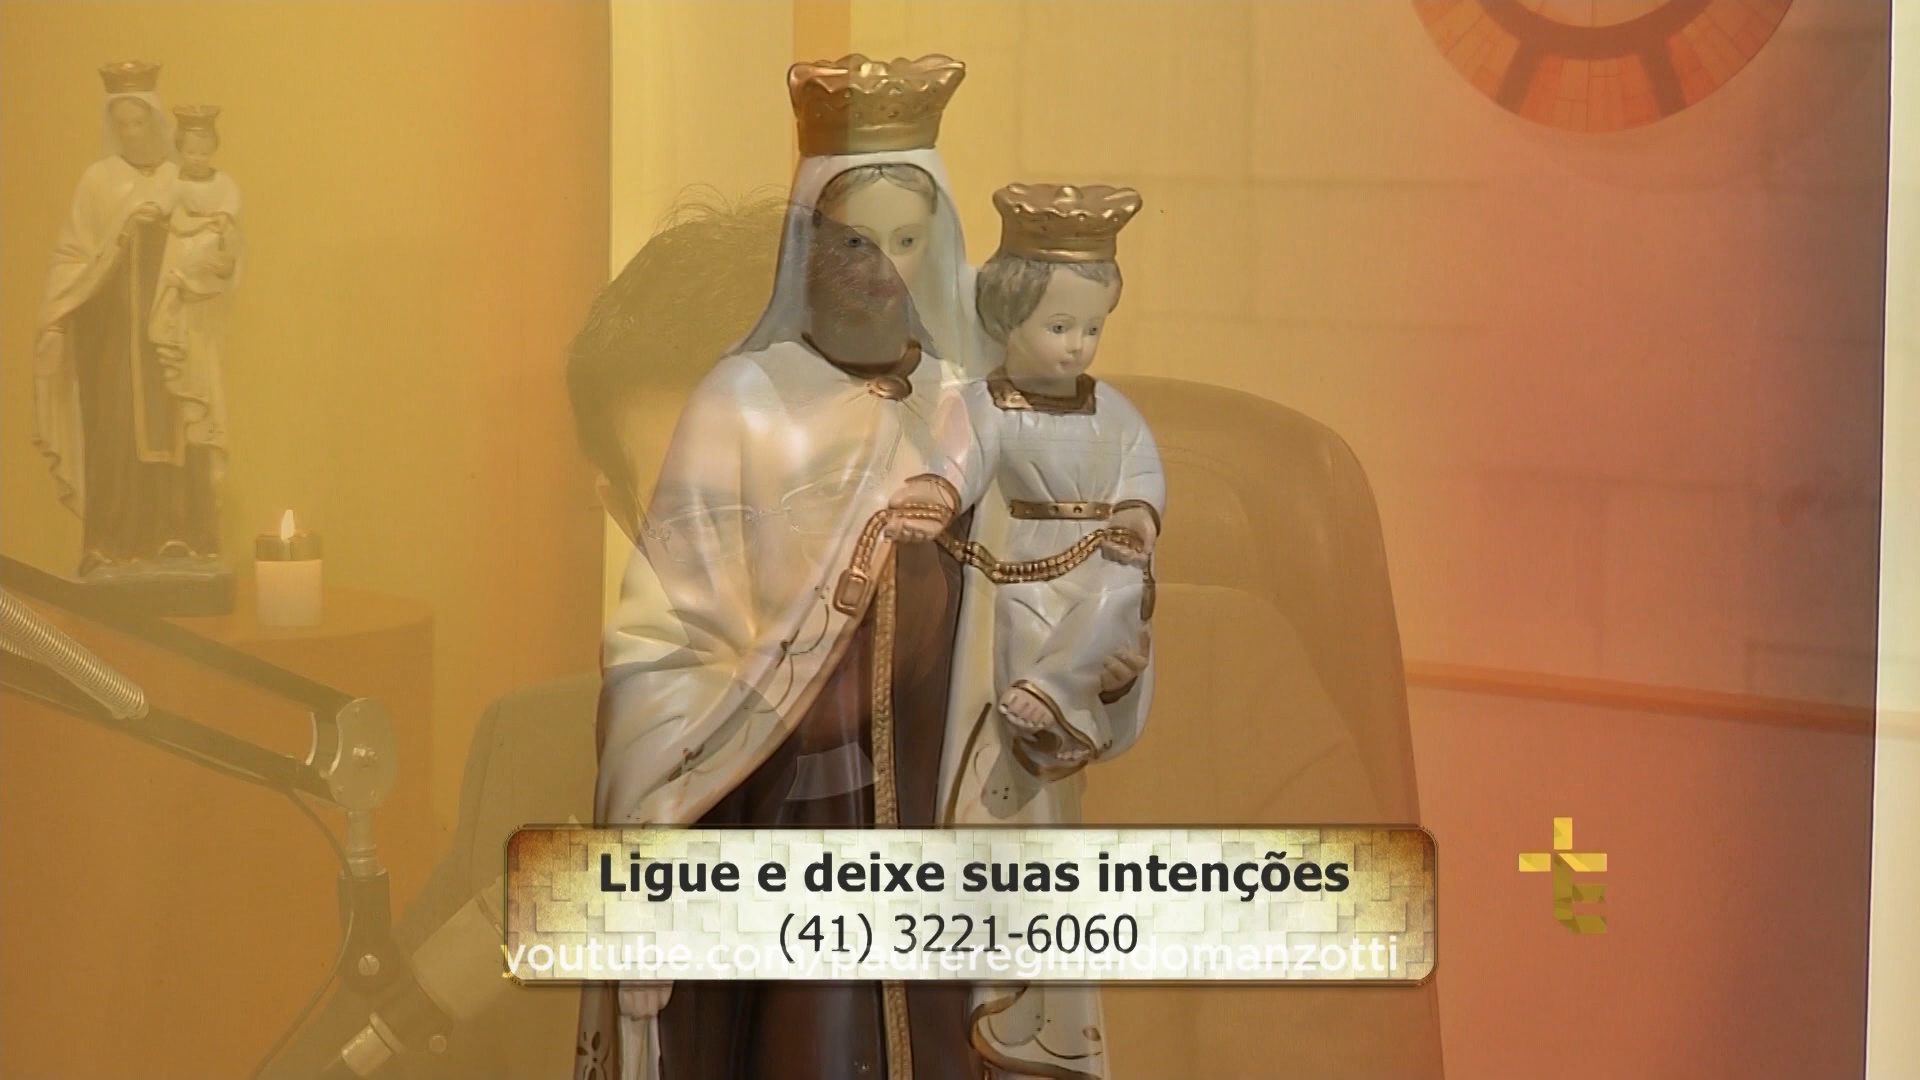 Ligue e deixe suas intenções
(41) 3221-6060
youtube.com/padrereginaldomanzotti